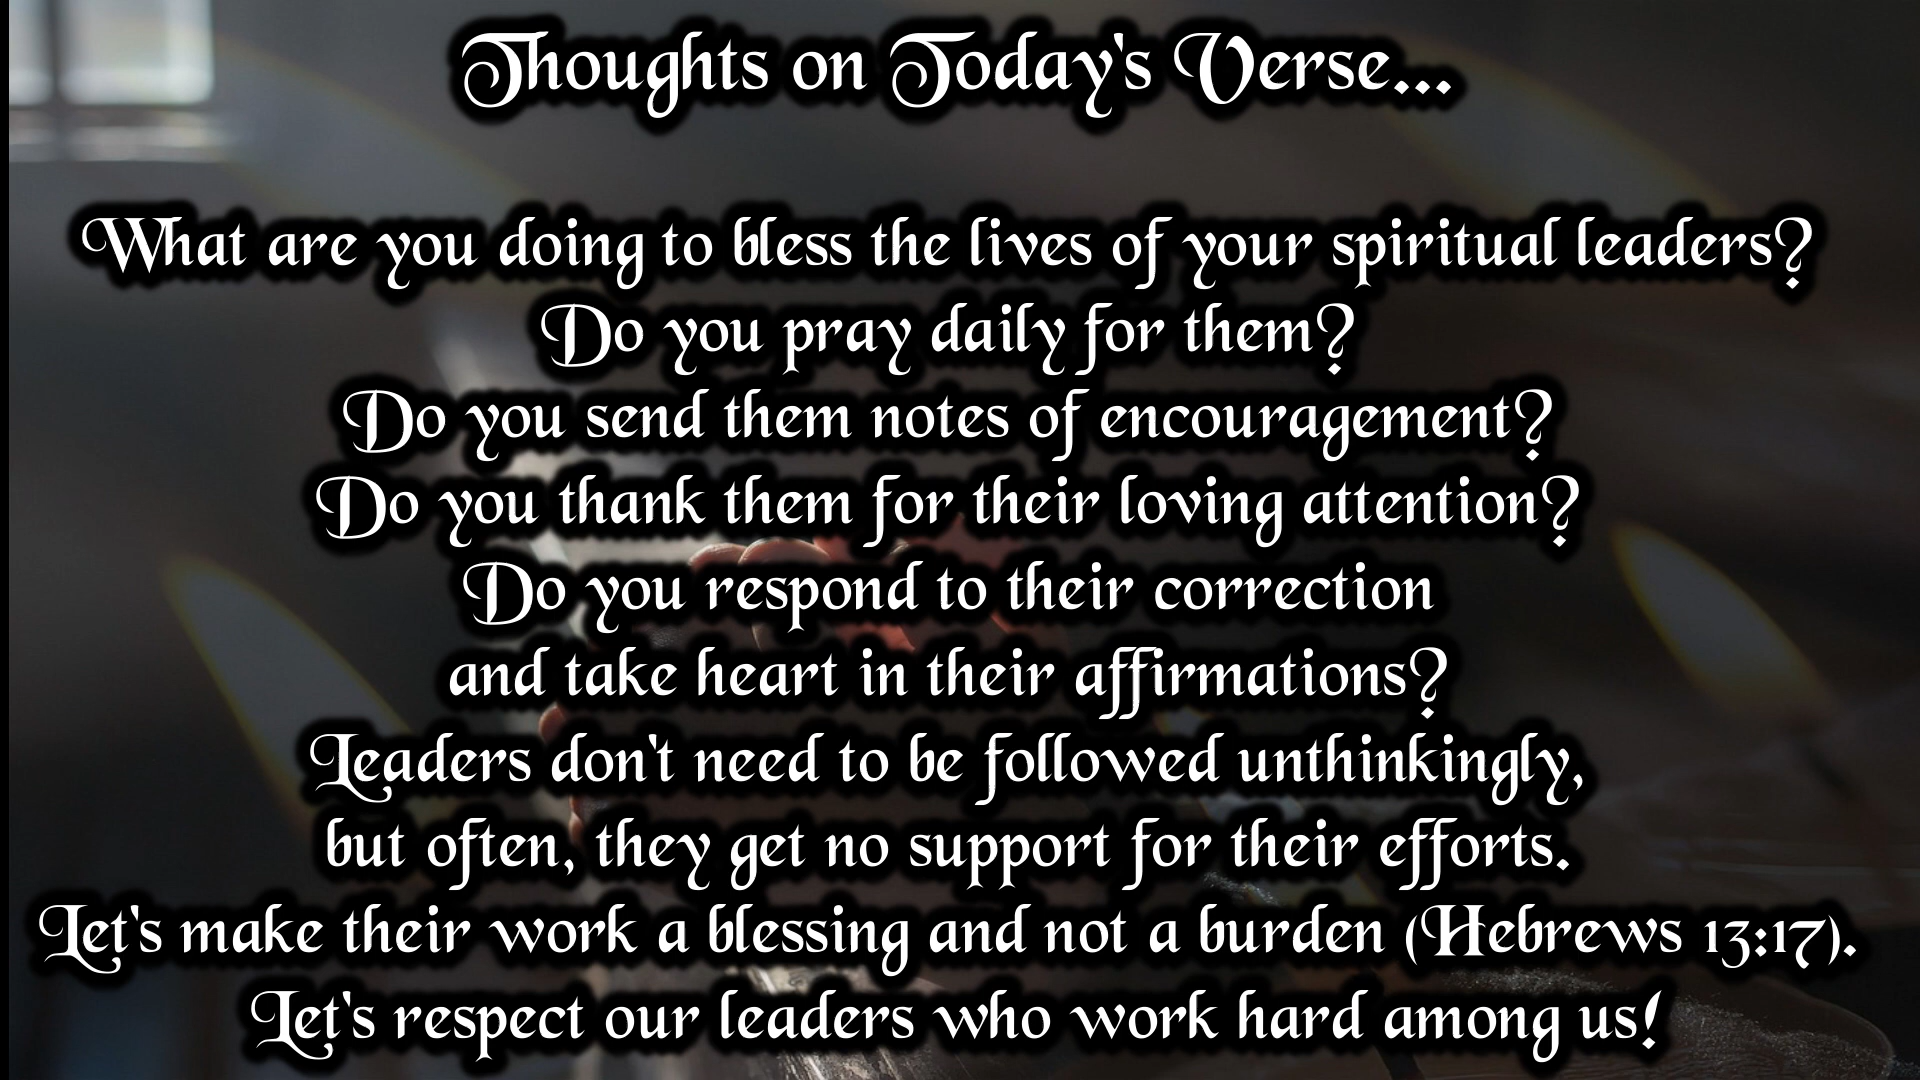 Thoughts on Today's Verse...
What are you doing to bless the lives of your spiritual leaders?
Do you pray daily for them?
Do you send them notes of encouragement?
Do you thank them for their loving attention?
Do you respond to their correction
and take heart in their affirmations?
Leaders don't need to be followed unthinkingly,
but often, they get no support for their efforts.
Let's make their work a blessing and not a burden (Hebrews 13:17).
Let's respect our leaders who work hard among us!